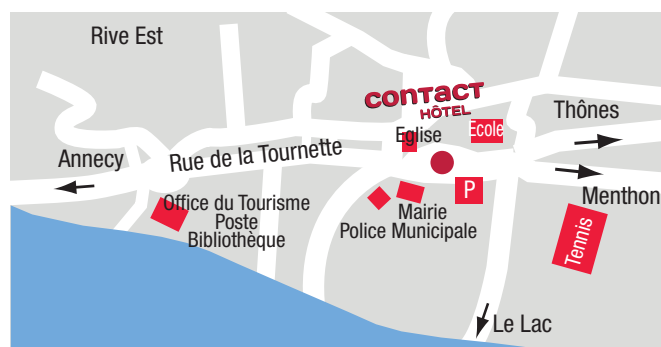 Rive Est
contact
HÔTEL
Thônes
Ecole
Eglise
Rue de la Tournette
Annecy
P
Menthon
Office du Tourisme
Poste
Bibliothèque
Mairie
Police Municipale
Tennis
Le Lac